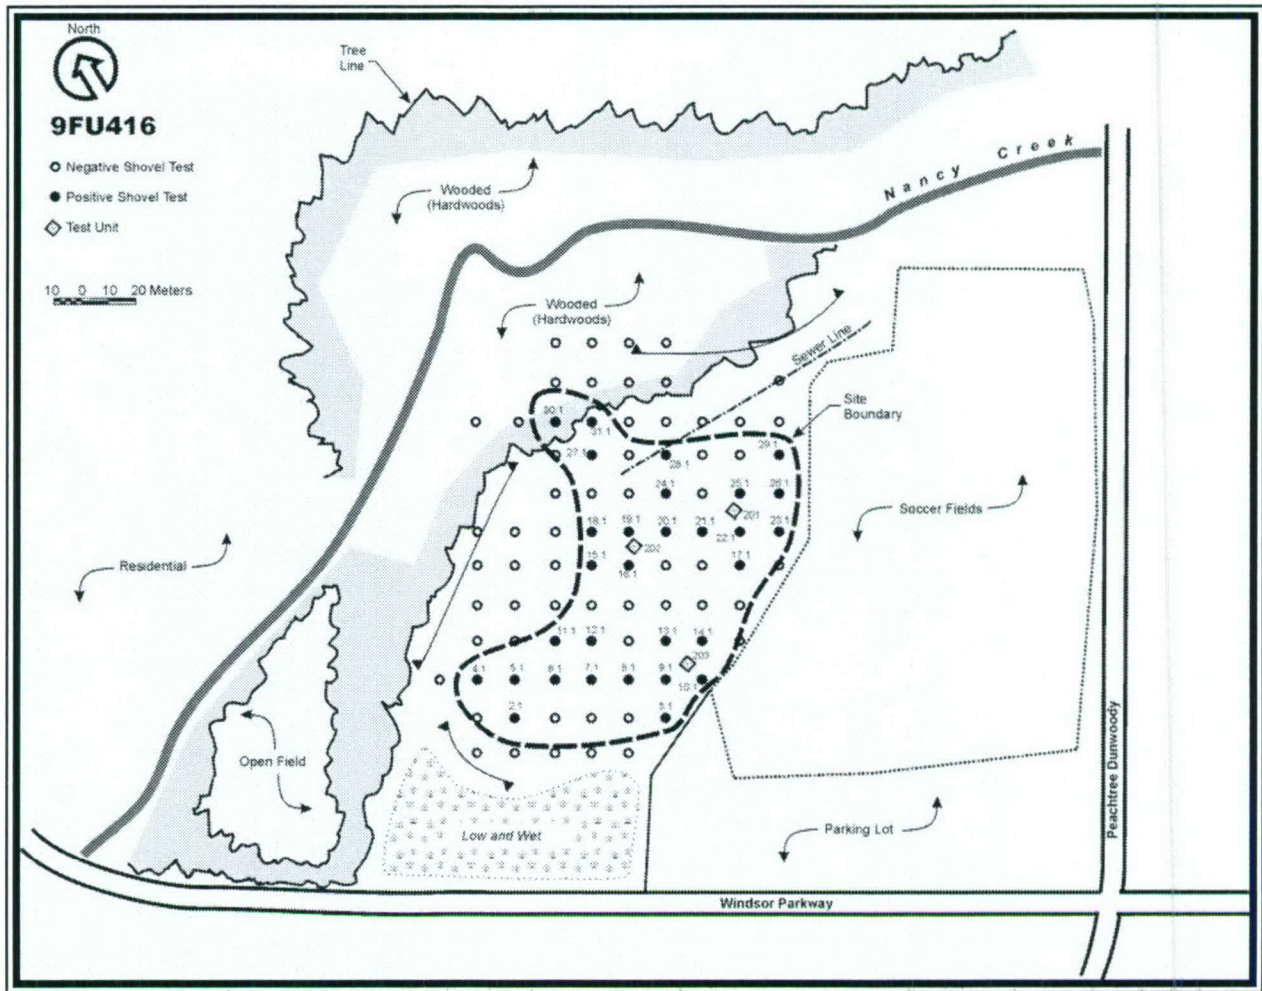 North
9FU416
Negative Shovel Test
Positive Shovel Test
Test Unit
10 0 10 20 Meters
Tree
Line
Wooded
(Hardwoods)
Nancy Creek
Wooded
(Hardwoods)
Sewer Line
Site
Boundary
30.1
31.1
27.1
28.1
29.1
24.1
25.1
26.1
201
18.1
19.1
20.1
21.1
22.1
23.1
202
15.1
16.1
17.1
Soccer Fields
Residential
11.1
12.1
13.1
14.1
203
4.1
5.1
6.1
7.1
8.1
9.1
10.1
2.1
3.1
Open Field
Low and Wet
Parking Lot
Peachtree Dunwoody
Windsor Parkway